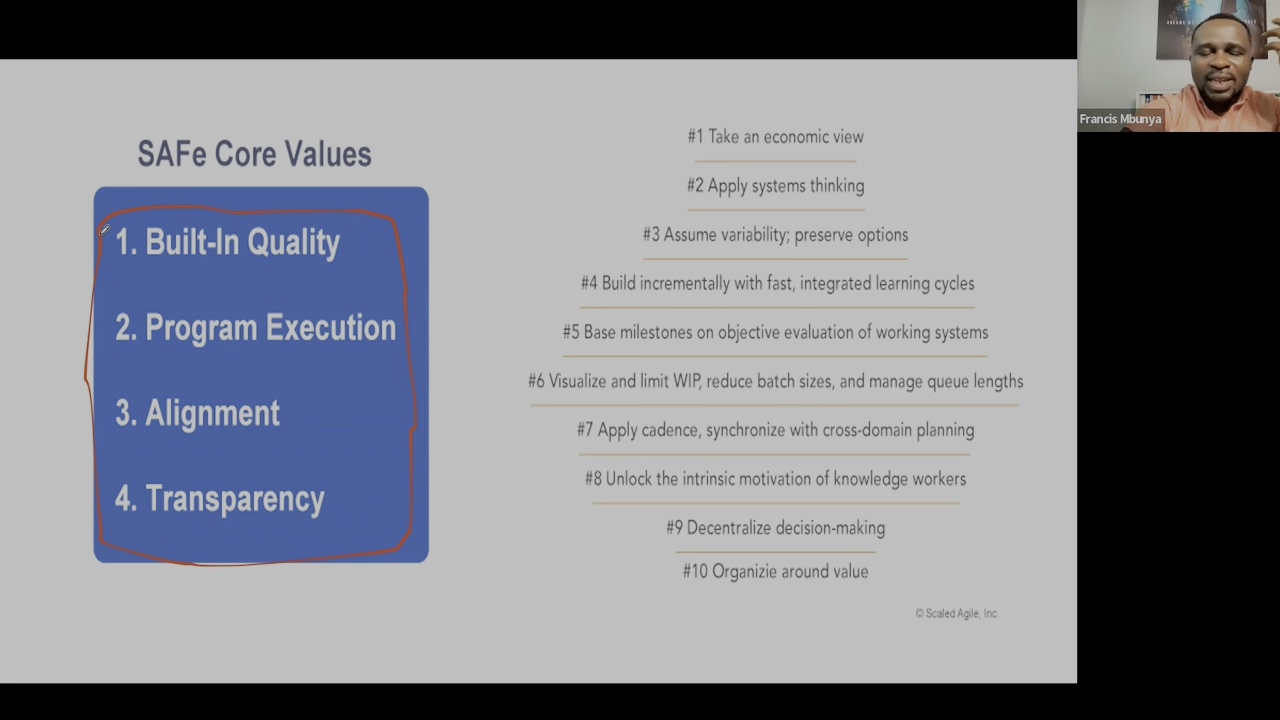 SAFe Core Values
1. Built-In Quality
2. Program Execution
3. Alignment
4. Transparency
#1 Take an economic view
#2 Apply systems thinking
#3 Assume variability; preserve options
#4 Build incrementally with fast, integrated learning cycles
#5 Base milestones on objective evaluation of working systems
#6 Visualize and limit WIP, reduce batch sizes, and manage queue lengths
#7 Apply cadence, synchronize with cross-domain planning
#8 Unlock the intrinsic motivation of knowledge workers
#9 Decentralize decision-making
#10 Organizie around value
© Scaled Agile, Inc.
Francis Mbunya